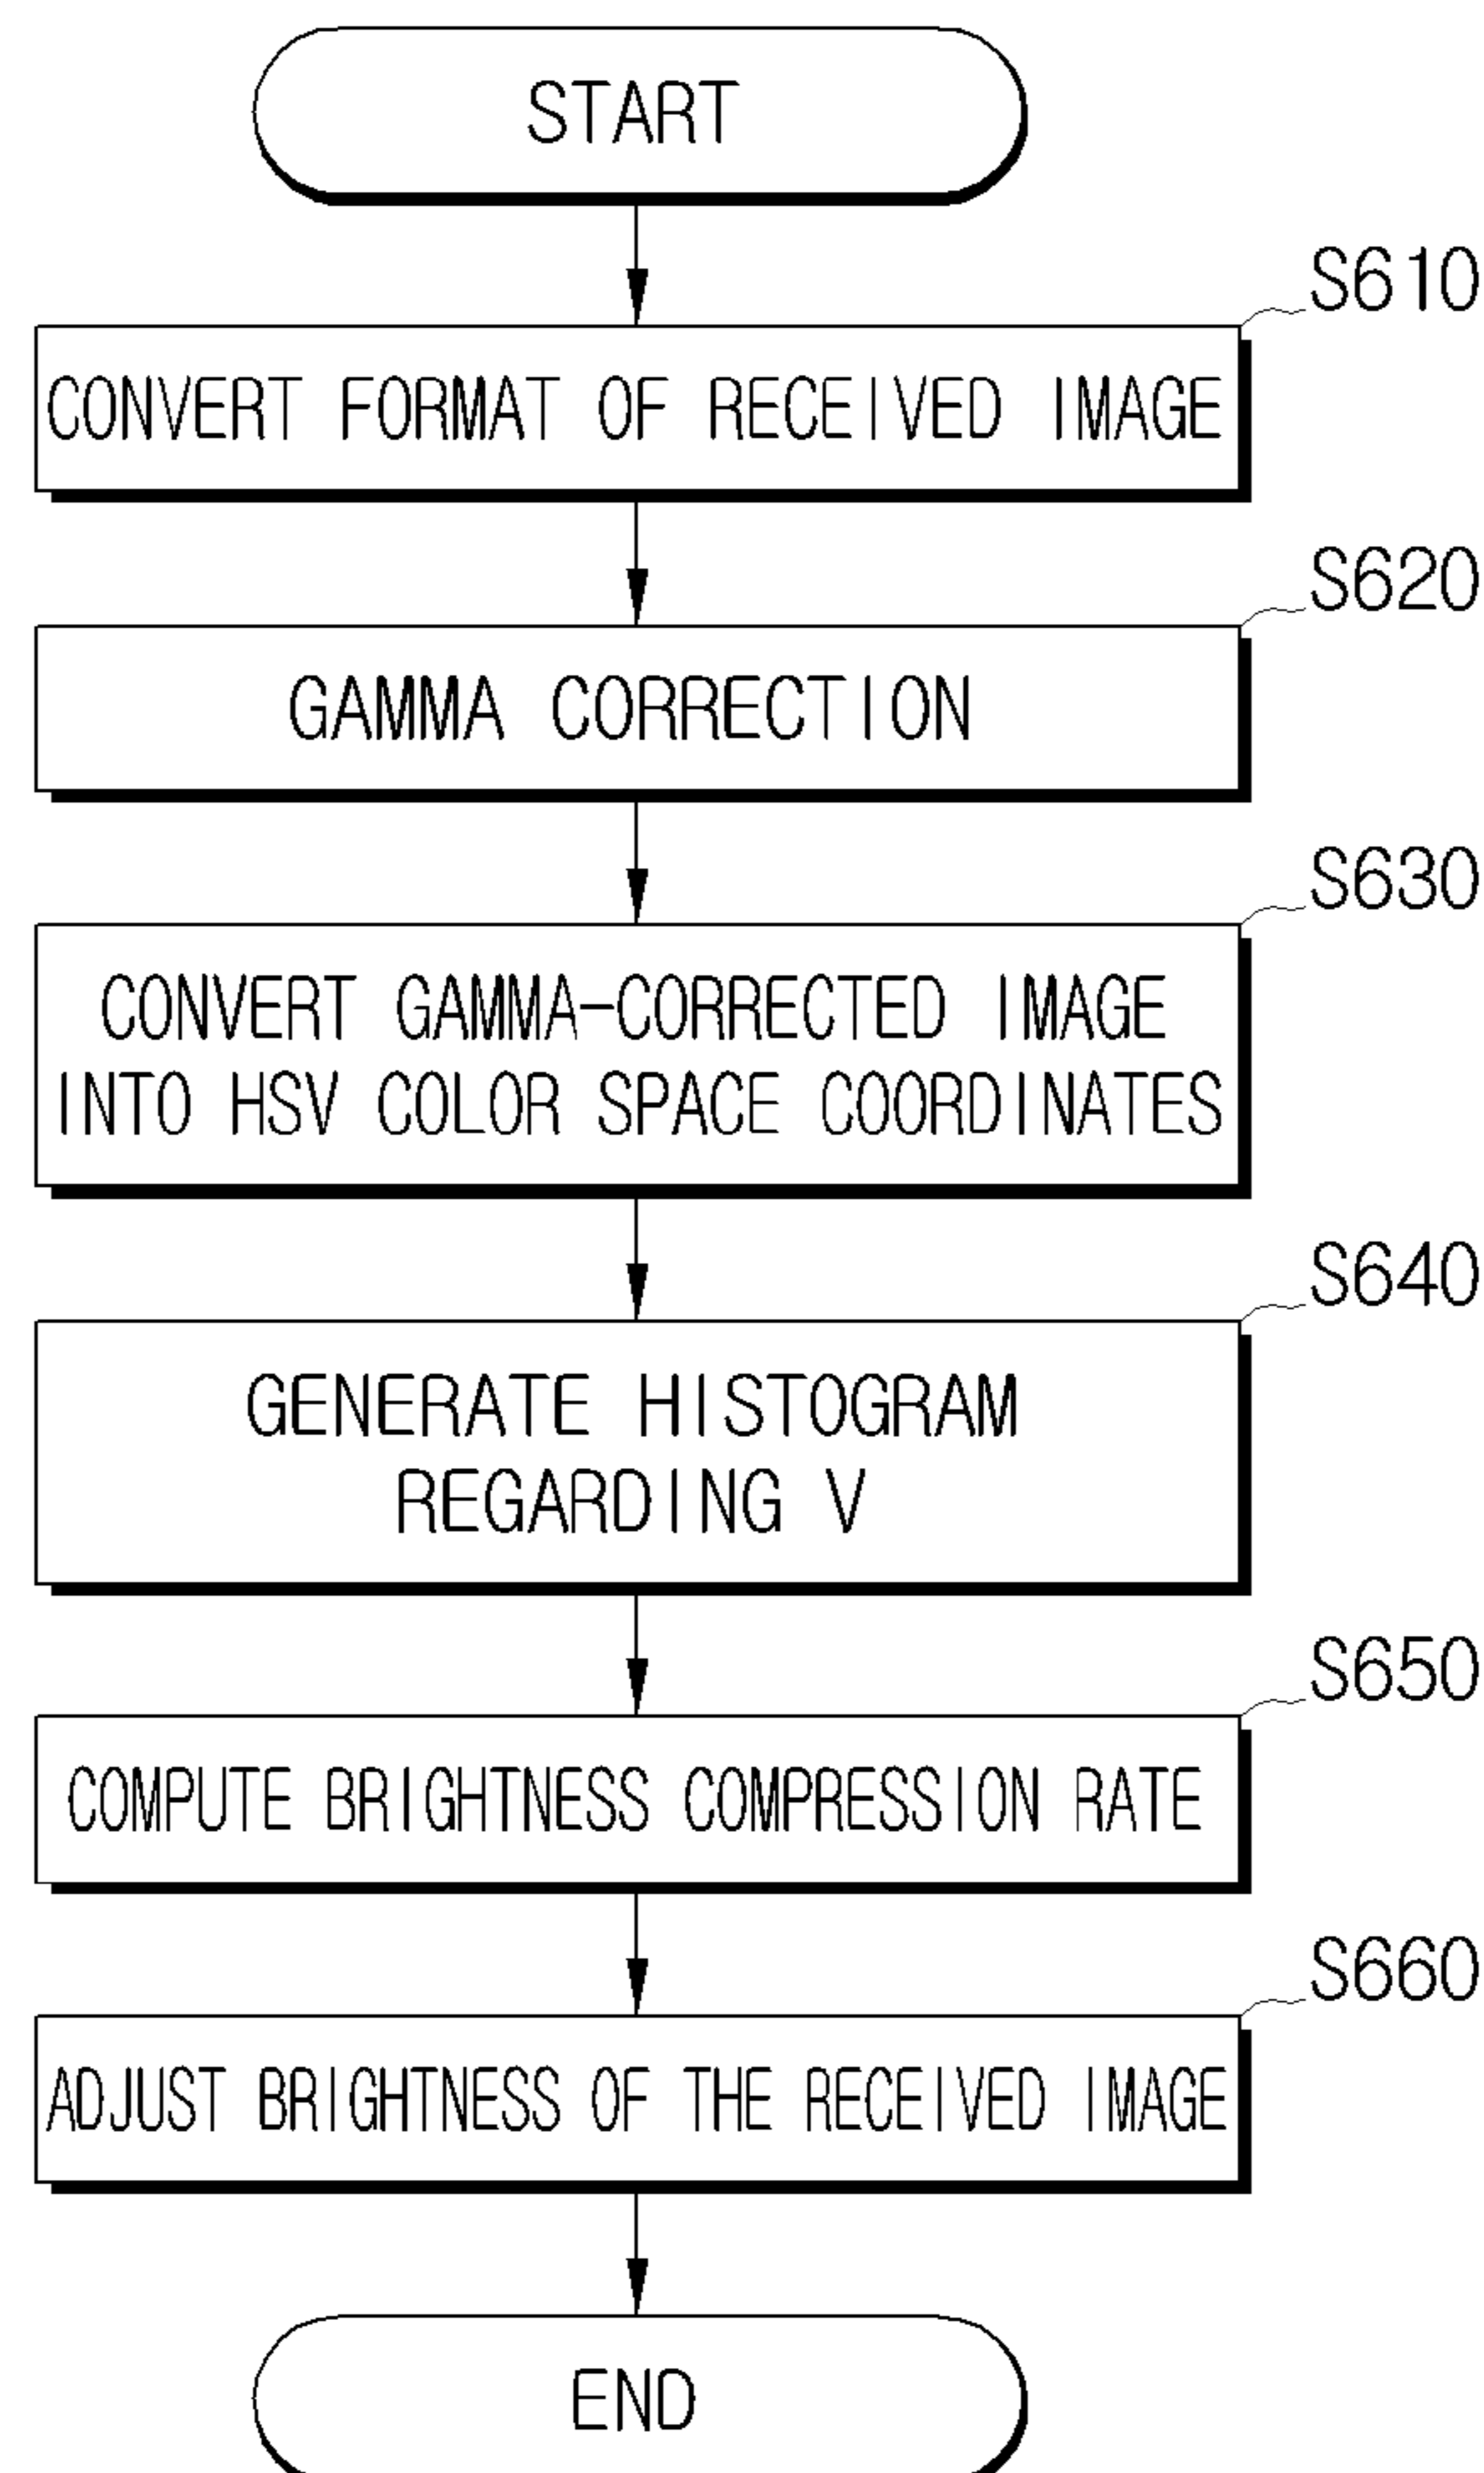 START
S610
CONVERT FORMAT OF RECEIVED IMAGE
S620
GAMMA CORRECTION
S630
CONVERT GAMMA-CORRECTED IMAGE
INTO HSV COLOR SPACE COORDINATES
S640
GENERATE HISTOGRAM
REGARDING V
S650
COMPUTE BRIGHTNESS COMPRESSION RATE
S660
ADJUST BRIGHTNESS OF THE RECEIVED IMAGE
END